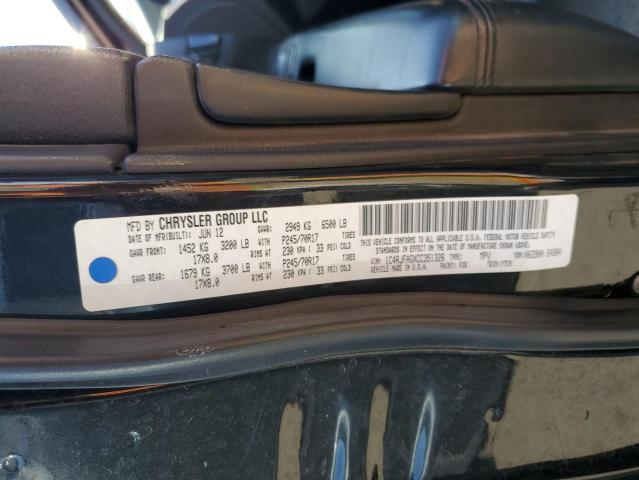 MFD BY CHRYSLER GROUP LLC
DATE OF MFR(BUILT): JUN 12 GVWR: 2949 KG 6500 LB
GAWR FRONT: 1452 KG 3200 LB P245/70R17 TIRES
17X8.0 RIMS AT 230 KPA ( 33 PSI) COLD
GAWR REAR: 1679 KG 3700 LB P245/70R17 TIRES
17X8.0 RIMS AT 230 KPA ( 33 PSI) COLD
THIS VEHICLE CONFORMS TO ALL APPLICABLE U.S.A. FEDERAL MOTOR VEHICLE SAFETY
STANDARDS IN EFFECT ON THE DATE OF MANUFACTURE SHOWN ABOVE.
VEHICLE MANUFACTURED IN U.S.A.
VIN: TYPE: MPV
PAINT: TRIM: